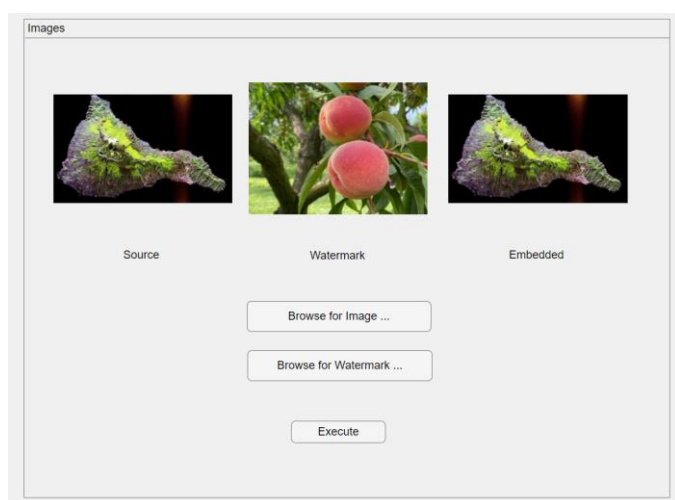 Images
Source
Watermark
Embedded
Browse for Image ...
Browse for Watermark ...
Execute